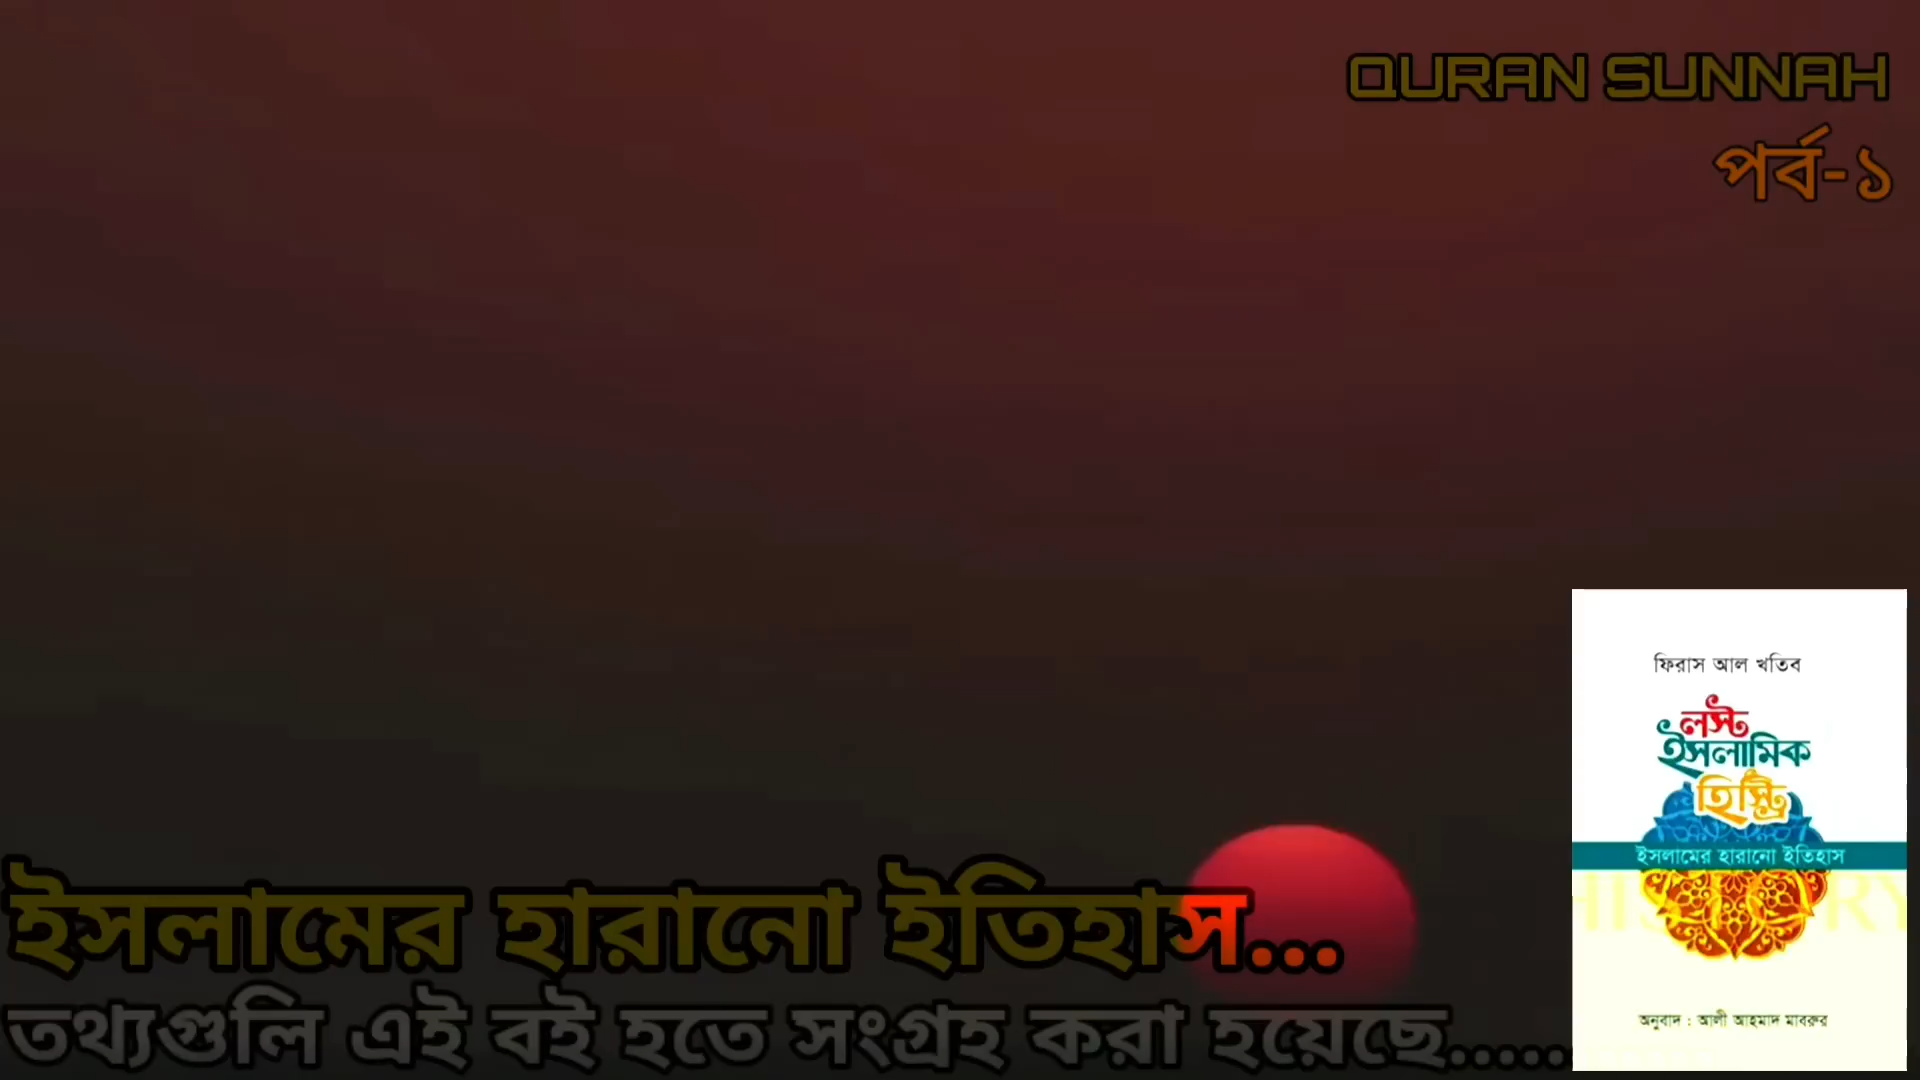 QURAN SUNNAH
পর্ব-১
ফিরাস আল খতিব
লস্ট
ইসলামিক
হিস্ট্রি
ইসলামের হারানো ইতিহাস
অনুবাদ : আলী আহমাদ মাবরুর
ইসলামের হারানো ইতিহাস...
তথ্যগুলি এই বই হতে সংগ্রহ করা হয়েছে.....